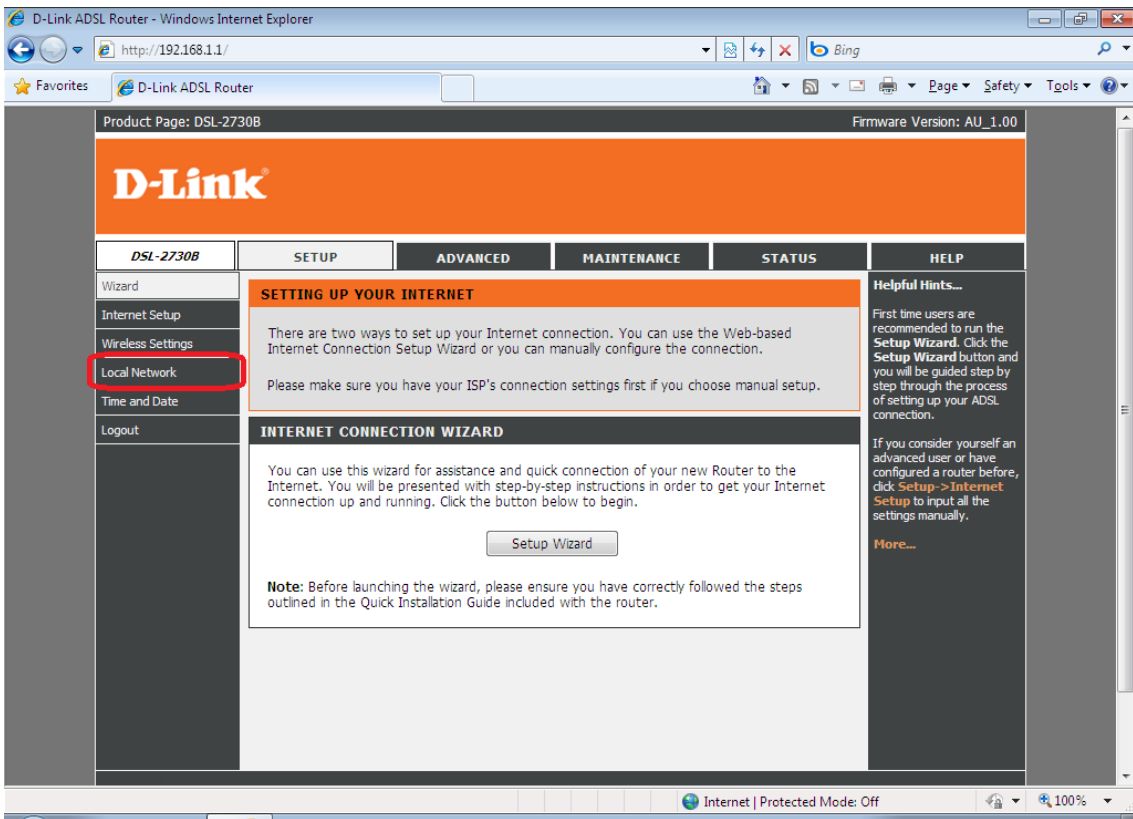 D-Link ADSL Router - Windows Internet Explorer
http://192.168.1.1/
Bing
Favorites
D-Link ADSL Router
Page
Safety
Tools
Product Page: DSL-2730B
Firmware Version: AU_1.00
D-Link
DSL-2730B
SETUP
ADVANCED
MAINTENANCE
STATUS
HELP
Wizard
Internet Setup
Wireless Settings
Local Network
Time and Date
Logout
SETTING UP YOUR INTERNET
There are two ways to set up your Internet connection. You can use the Web-based
Internet Connection Setup Wizard or you can manually configure the connection.
Please make sure you have your ISP's connection settings first if you choose manual setup.
INTERNET CONNECTION WIZARD
You can use this wizard for assistance and quick connection of your new Router to the
Internet. You will be presented with step-by-step instructions in order to get your Internet
connection up and running. Click the button below to begin.
Setup Wizard
Note: Before launching the wizard, please ensure you have correctly followed the steps
outlined in the Quick Installation Guide included with the router.
Helpful Hints...
First time users are
recommended to run the
Setup Wizard. Click the
Setup Wizard button and
you will be guided step by
step through the process
of setting up your ADSL
connection.
If you consider yourself an
advanced user or have
configured a router before,
click Setup->Internet
Setup to input all the
settings manually.
More...
Internet | Protected Mode: Off
100%